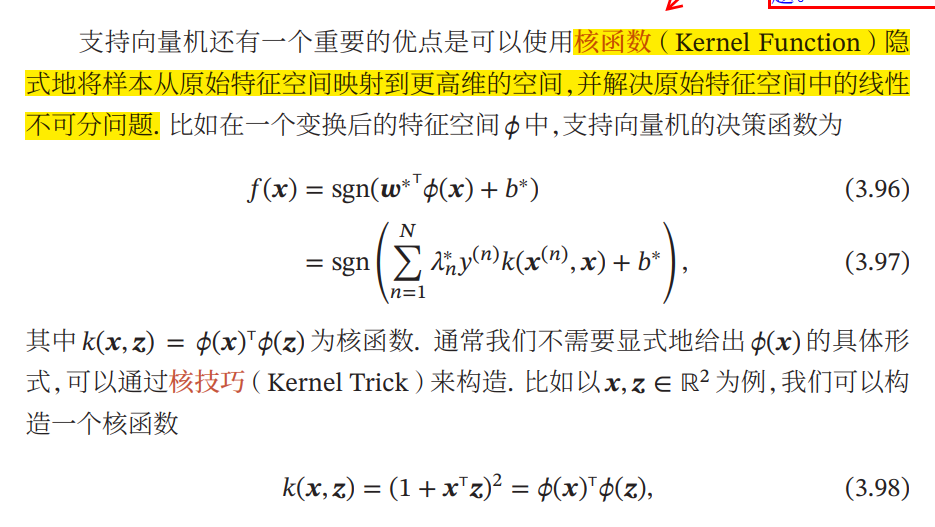 支持向量机还有一个重要的优点是可以使用核函数（Kernel Function）隐
式地将样本从原始特征空间映射到更高维的空间，并解决原始特征空间中的线性
不可分问题．比如在一个变换后的特征空间 𝜙 中，支持向量机的决策函数为
𝑓(𝒙) = sgn(𝒘*ᵀ𝜙(𝒙) + 𝑏*) (3.96)
= sgn(∑_{n=1}^{N} λ*_n y^{(n)} k(𝒙^{(n)}, 𝒙) + 𝑏*), (3.97)
其中 k(𝒙, 𝒛) = 𝜙(𝒙)ᵀ𝜙(𝒛) 为核函数．通常我们不需要显式地给出 𝜙(𝒙) 的具体形
式，可以通过核技巧（Kernel Trick）来构造．比如以 𝒙, 𝒛 ∈ ℝ² 为例，我们可以构
造一个核函数
k(𝒙, 𝒛) = (1 + 𝒙ᵀ𝒛)² = 𝜙(𝒙)ᵀ𝜙(𝒛), (3.98)